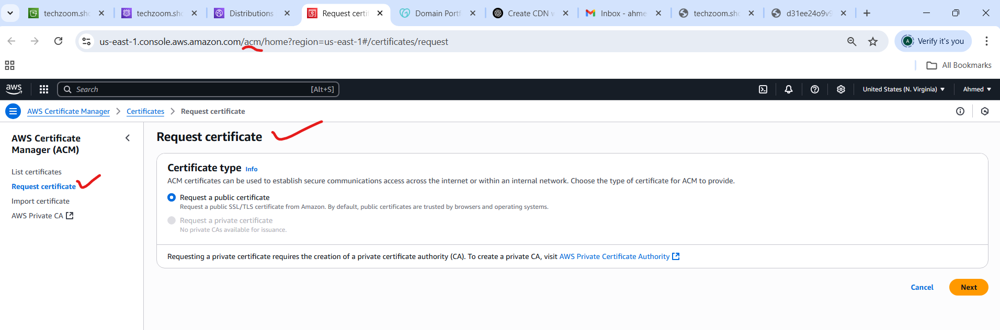 techzoom.sho
techzoom.sho
Distributions
Request certif
Domain Portf
Create CDN w
Inbox - ahme
techzoom.sho
d31ee24o9v9
us-east-1.console.aws.amazon.com/acm/home?region=us-east-1#/certificates/request
A
Verify it's you
All Bookmarks
aws
Search
[Alt+S]
United States (N. Virginia)
Ahmed
AWS Certificate Manager
Certificates
Request certificate
AWS Certificate
Manager (ACM)
List certificates
Request certificate
Import certificate
AWS Private CA
Request certificate
Certificate type Info
ACM certificates can be used to establish secure communications access across the internet or within an internal network. Choose the type of certificate for ACM to provide.
Request a public certificate
Request a public SSL/TLS certificate from Amazon. By default, public certificates are trusted by browsers and operating systems.
Request a private certificate
No private CAs available for issuance.
Requesting a private certificate requires the creation of a private certificate authority (CA). To create a private CA, visit AWS Private Certificate Authority
Cancel
Next